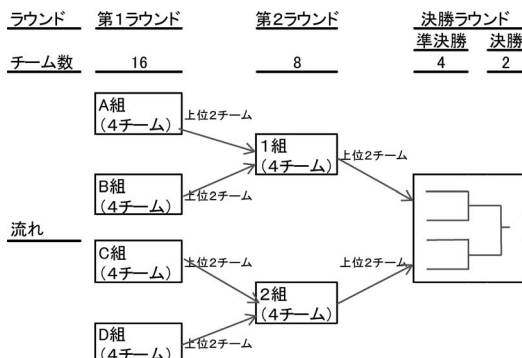 ラウンド 第1ラウンド 第2ラウンド 決勝ラウンド
準決勝 決勝
チーム数 16 8 4 2
A組
(4チーム)
上位2チーム
1組
(4チーム)
上位2チーム
B組
(4チーム)
上位2チーム
流れ
C組
(4チーム)
上位2チーム
上位2チーム
2組
(4チーム)
D組
(4チーム)
上位2チーム